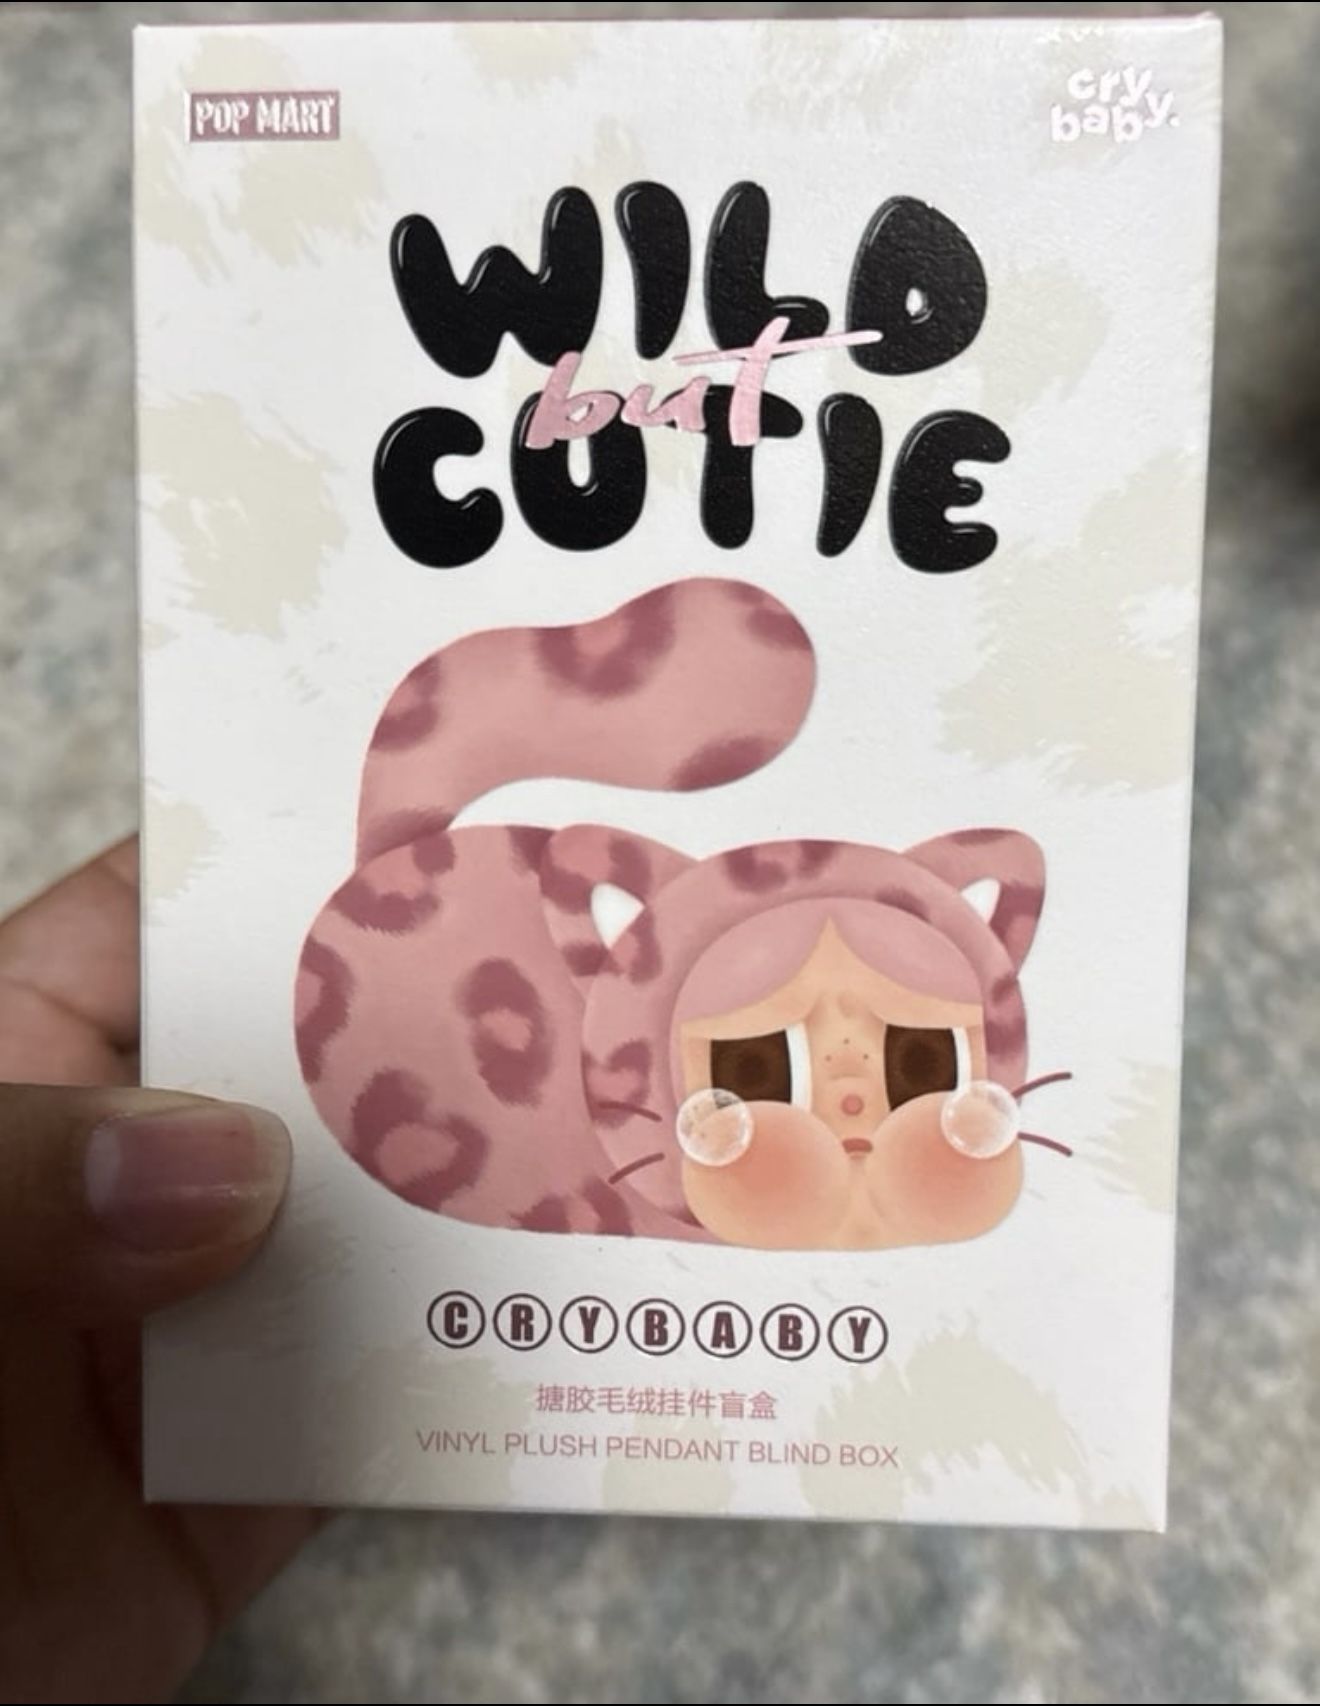 POP MART
cry
baby.
WILD
but
CUTIE
CRYBABY
搪胶毛绒挂件盲盒
VINYL PLUSH PENDANT BLIND BOX